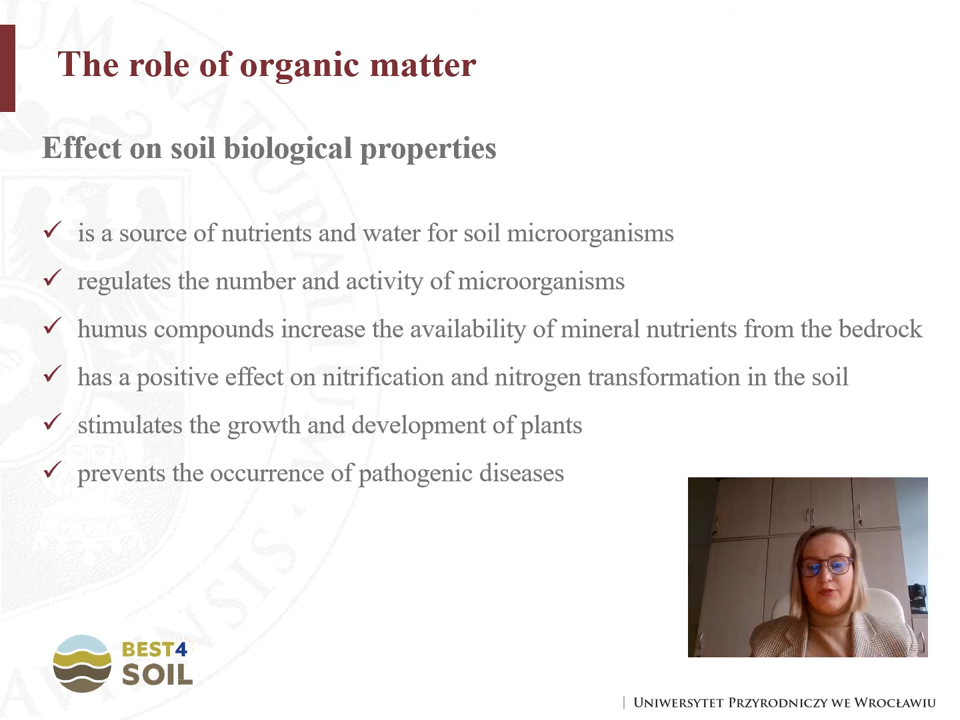 The role of organic matter
Effect on soil biological properties
✓ is a source of nutrients and water for soil microorganisms
✓ regulates the number and activity of microorganisms
✓ humus compounds increase the availability of mineral nutrients from the bedrock
✓ has a positive effect on nitrification and nitrogen transformation in the soil
✓ stimulates the growth and development of plants
✓ prevents the occurrence of pathogenic diseases
BEST4
SOIL
| UNIWERSYTET PRZYRODNICZY WE WROCŁAWIU